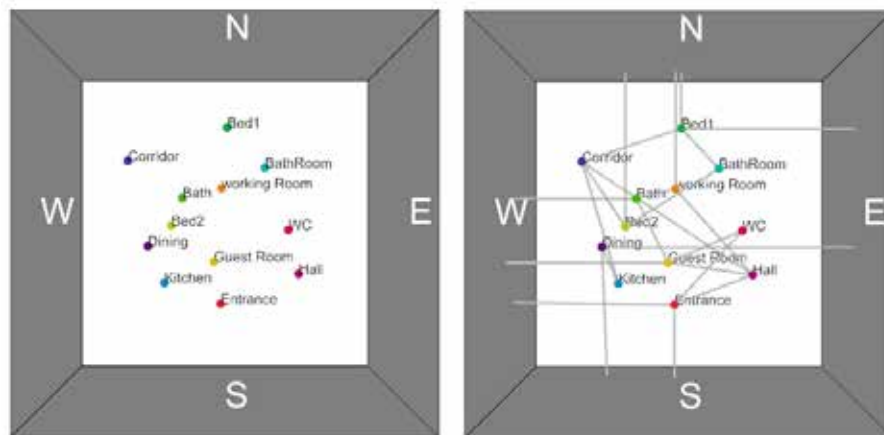 N
Bed1
Corridor
BathRoom
working Room
Bath
W
E
Bed2
WC
Dining
Guest Room
Hall
Kitchen
Entrance
S
N
Bed1
Corridor
BathRoom
working Room
Bath
W
E
Bed2
WC
Dining
Guest Room
Hall
Kitchen
Entrance
S